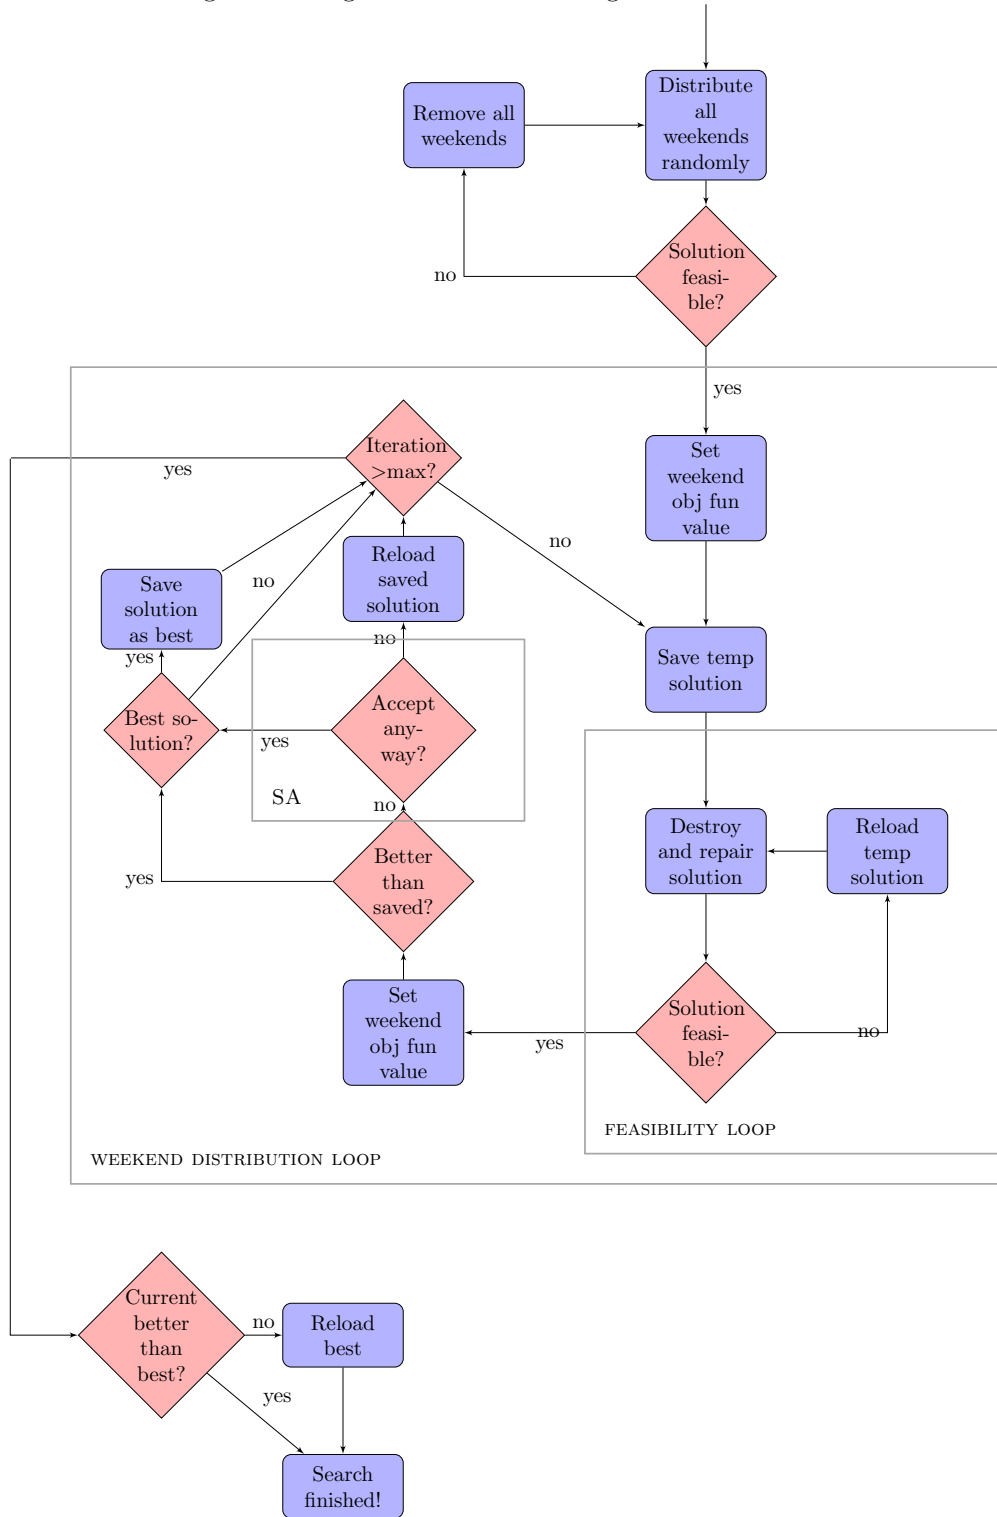 Distribute
all
weekends
randomly
Remove all
weekends
Solution
feasi-
ble?
no
yes
Iteration
>max?
yes
Set
weekend
obj fun
value
no
Reload
saved
solution
no
Save
solution
as best
yes
no
Save temp
solution
Accept
any-
way?
Best so-
lution?
yes
SA
no
Better
than
saved?
yes
Destroy
and repair
solution
Reload
temp
solution
Set
weekend
obj fun
value
yes
Solution
feasi-
ble?
no
FEASIBILITY LOOP
WEEKEND DISTRIBUTION LOOP
Current
better
than
best?
no
Reload
best
yes
Search
finished!